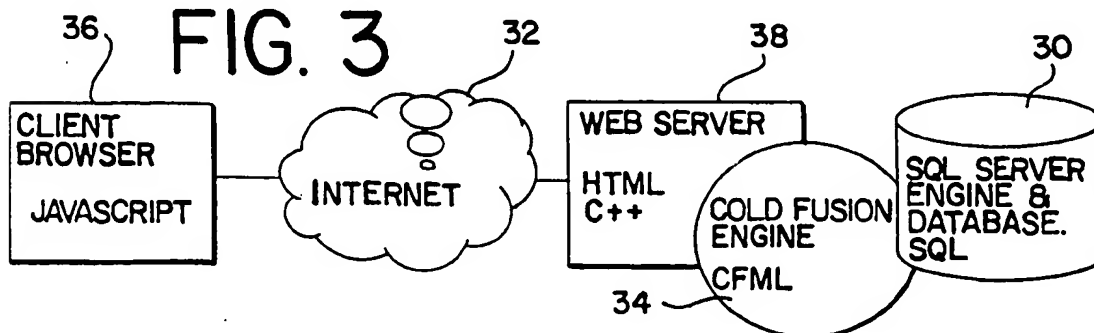 36
FIG. 3
32
38
30
CLIENT
BROWSER
JAVASCRIPT
INTERNET
WEB SERVER
HTML
C++
COLD FUSION
ENGINE
CFML
34
SQL SERVER
ENGINE &
DATABASE.
SQL